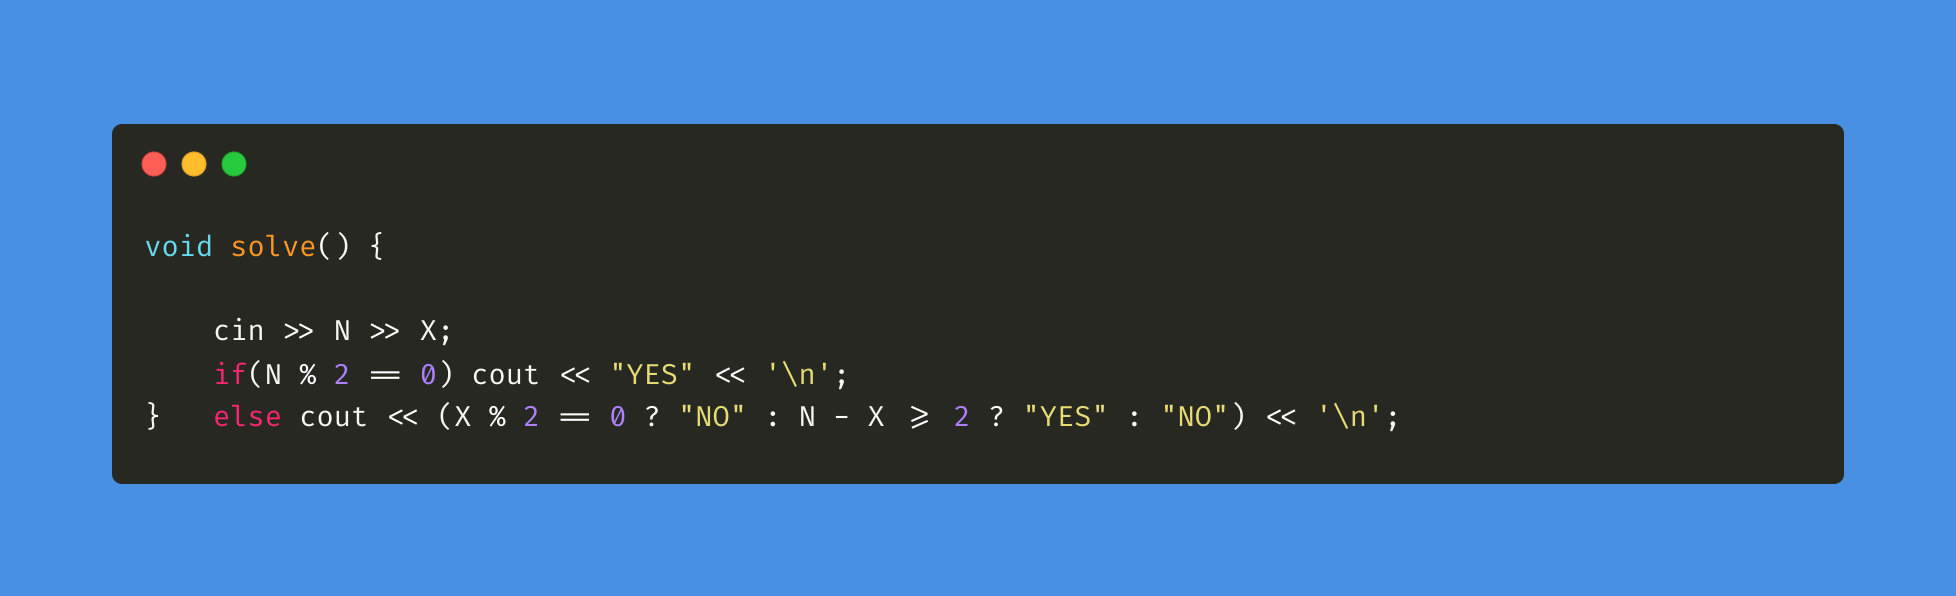 void solve() {
    cin >> N >> X;
    if(N % 2 == 0) cout << "YES" << '\n';
}   else cout << (X % 2 == 0 ? "NO" : N - X >= 2 ? "YES" : "NO") << '\n';